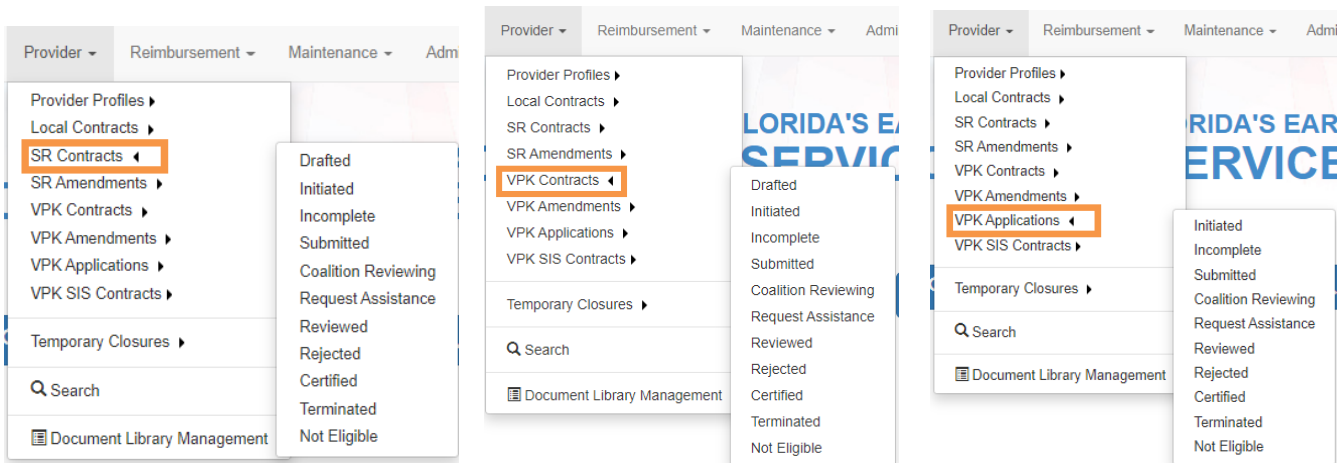 Provider Reimbursement Maintenance Admi
Provider Profiles
Local Contracts
SR Contracts
SR Amendments
VPK Contracts
VPK Amendments
VPK Applications
VPK SIS Contracts
Temporary Closures
Search
Document Library Management
Drafted
Initiated
Incomplete
Submitted
Coalition Reviewing
Request Assistance
Reviewed
Rejected
Certified
Terminated
Not Eligible
Provider Reimbursement Maintenance Admi
Provider Profiles
Local Contracts
SR Contracts
SR Amendments
VPK Contracts
VPK Amendments
VPK Applications
VPK SIS Contracts
Temporary Closures
Search
Document Library Management
LORIDA'S EA
SERVIC
Drafted
Initiated
Incomplete
Submitted
Coalition Reviewing
Request Assistance
Reviewed
Rejected
Certified
Terminated
Not Eligible
Provider Reimbursement Maintenance Admi
Provider Profiles
Local Contracts
SR Contracts
SR Amendments
VPK Contracts
VPK Amendments
VPK Applications
VPK SIS Contracts
Temporary Closures
Search
Document Library Management
RIDA'S EAR
ERVICE
Initiated
Incomplete
Submitted
Coalition Reviewing
Request Assistance
Reviewed
Rejected
Certified
Terminated
Not Eligible